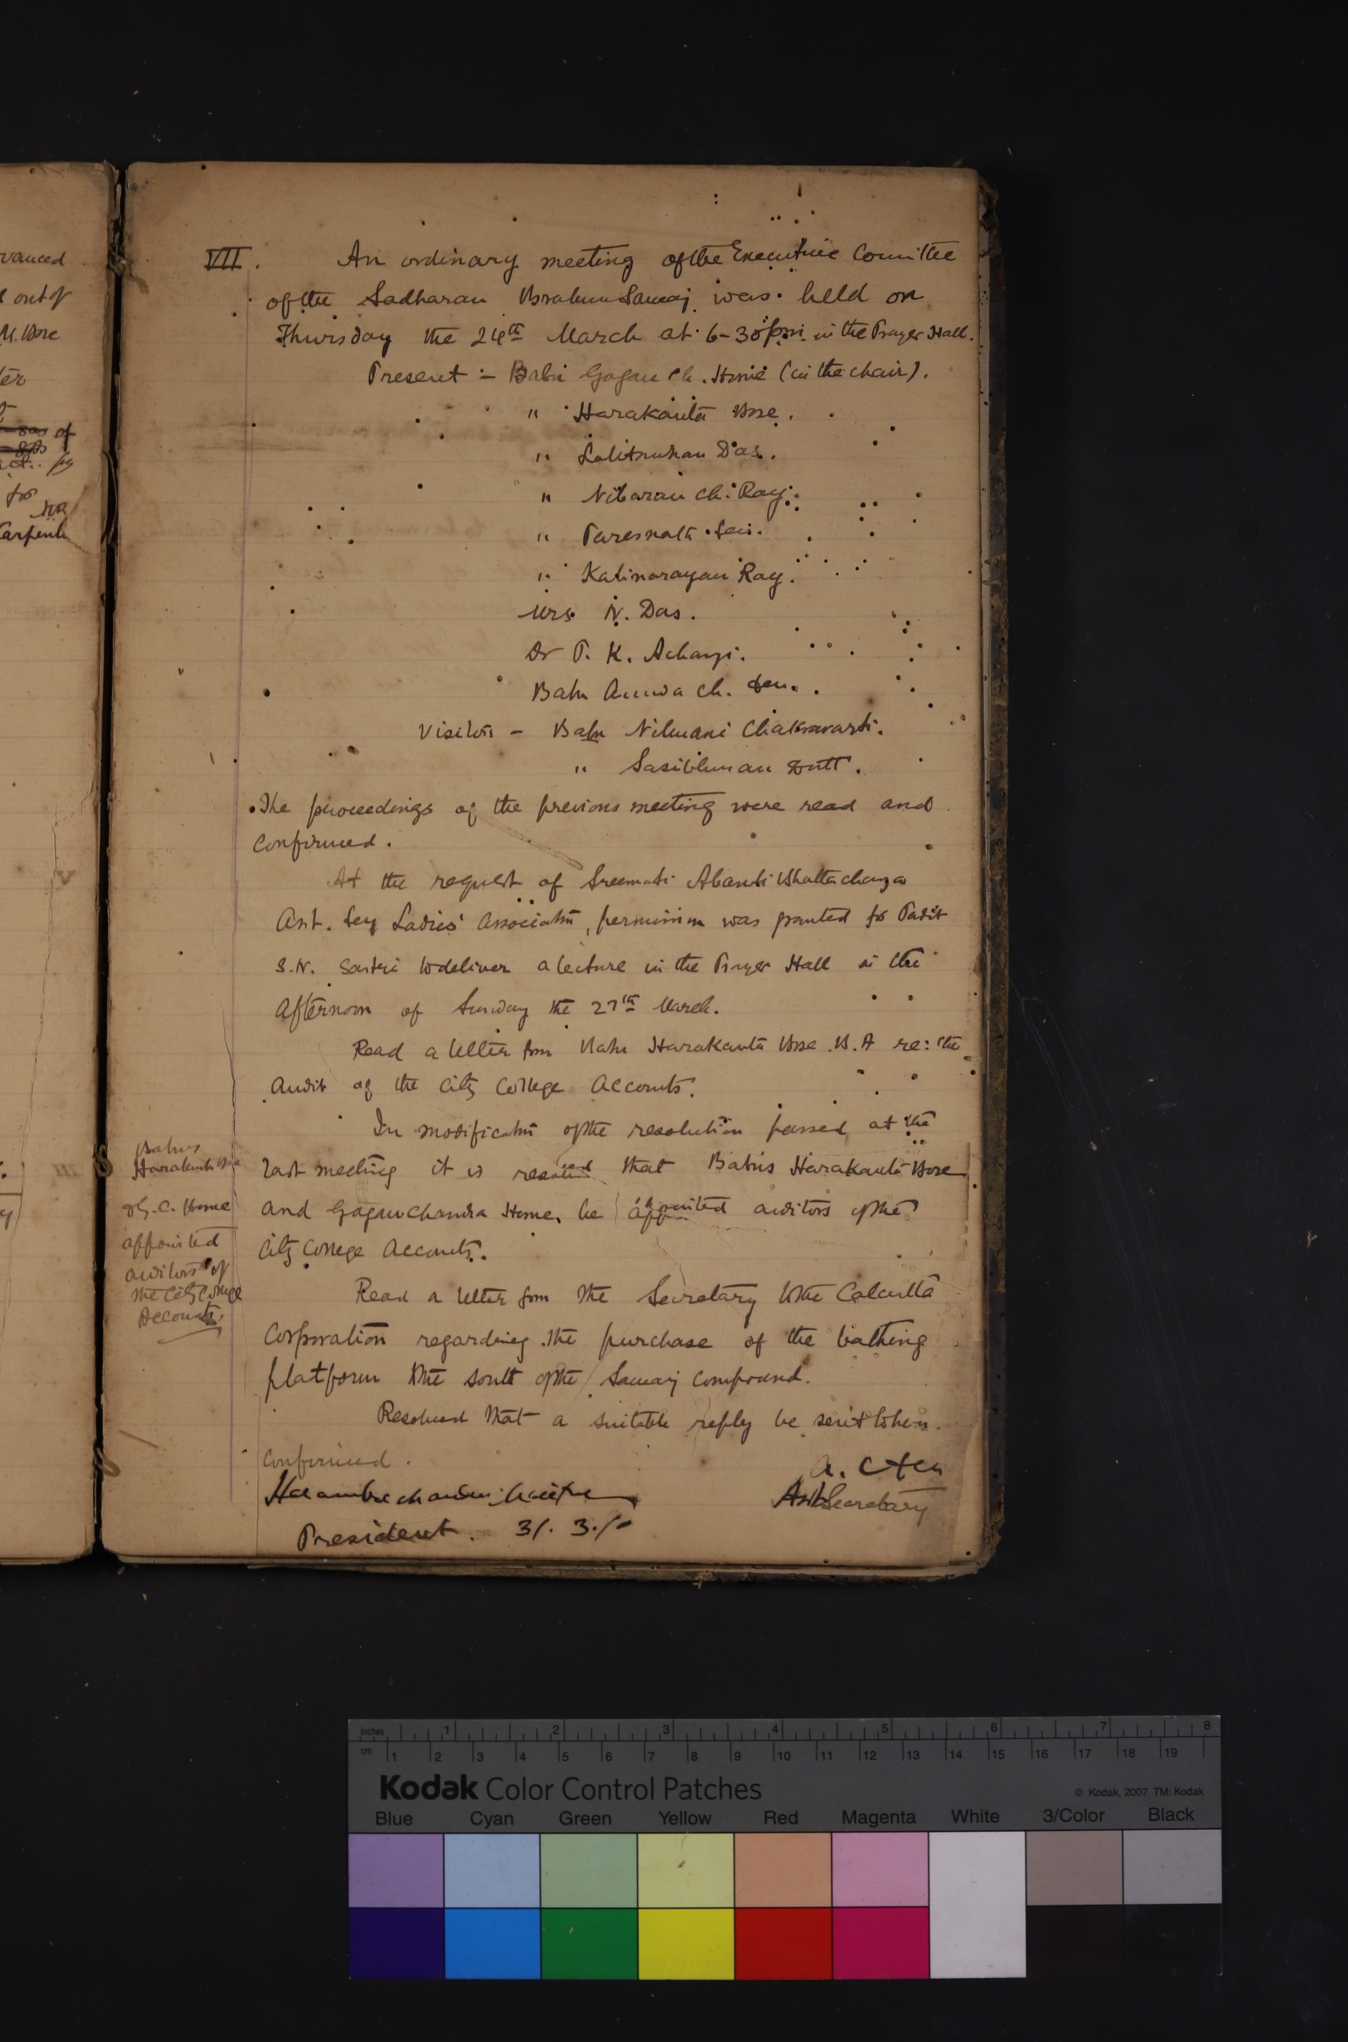 vanced
out of
Bose
ter
of
for
Carpenter
VII. An ordinary meeting of the Executive Committee
of the Sadharan Brahmo Samaj was held on
Thursday the 24th March at 6-30 p.m. in the Prayer Hall.
Present :- Babu Gagan Ch. Home (in the chair).
" Harakanta Bose.
" Lalitmohan Das.
" Nibaran Ch. Ray.
" Paresnath Sen.
" Kalinarayan Ray.
Mrs N. Das.
Dr P. K. Acharji.
Babu Ch. Sen.
Visitors - Babu Nilmani Chakravarti.
" Sasibhusan Dutt.
The proceedings of the previous meeting were read and
confirmed.
At the request of Sreemati Abanti Bhattacharya
Asst. Secy Ladies' Association, permission was granted for Pandit
S.N. Sastri to deliver a lecture in the Prayer Hall in the
afternoon of Sunday the 27th March.
Read a letter from Babu Harakanta Bose B.A re: the
audit of the City College Accounts.
In modification of the resolution passed at the
last meeting it is resolved that Babus Harakanta Bose
and Gaganchandra Home, be appointed auditors of the
City College Accounts.
Babus
Harakanta Bose
& G. C. Home
appointed
auditors of
the City College
Accounts.
Read a letter from the Secretary to the Calcutta
Corporation regarding the purchase of the bathing
platform to the south of the Samaj compound.
Resolved that a suitable reply be sent to him.
Confirmed.
A. C. Sen
Asst Secretary
Herambachandra Maitra
President. 31.3.10
inches 1 2 3 4 5 6 7 8
cm 1 2 3 4 5 6 7 8 9 10 11 12 13 14 15 16 17 18 19
Kodak Color Control Patches
© Kodak, 2007 TM: Kodak
Blue Cyan Green Yellow Red Magenta White 3/Color Black